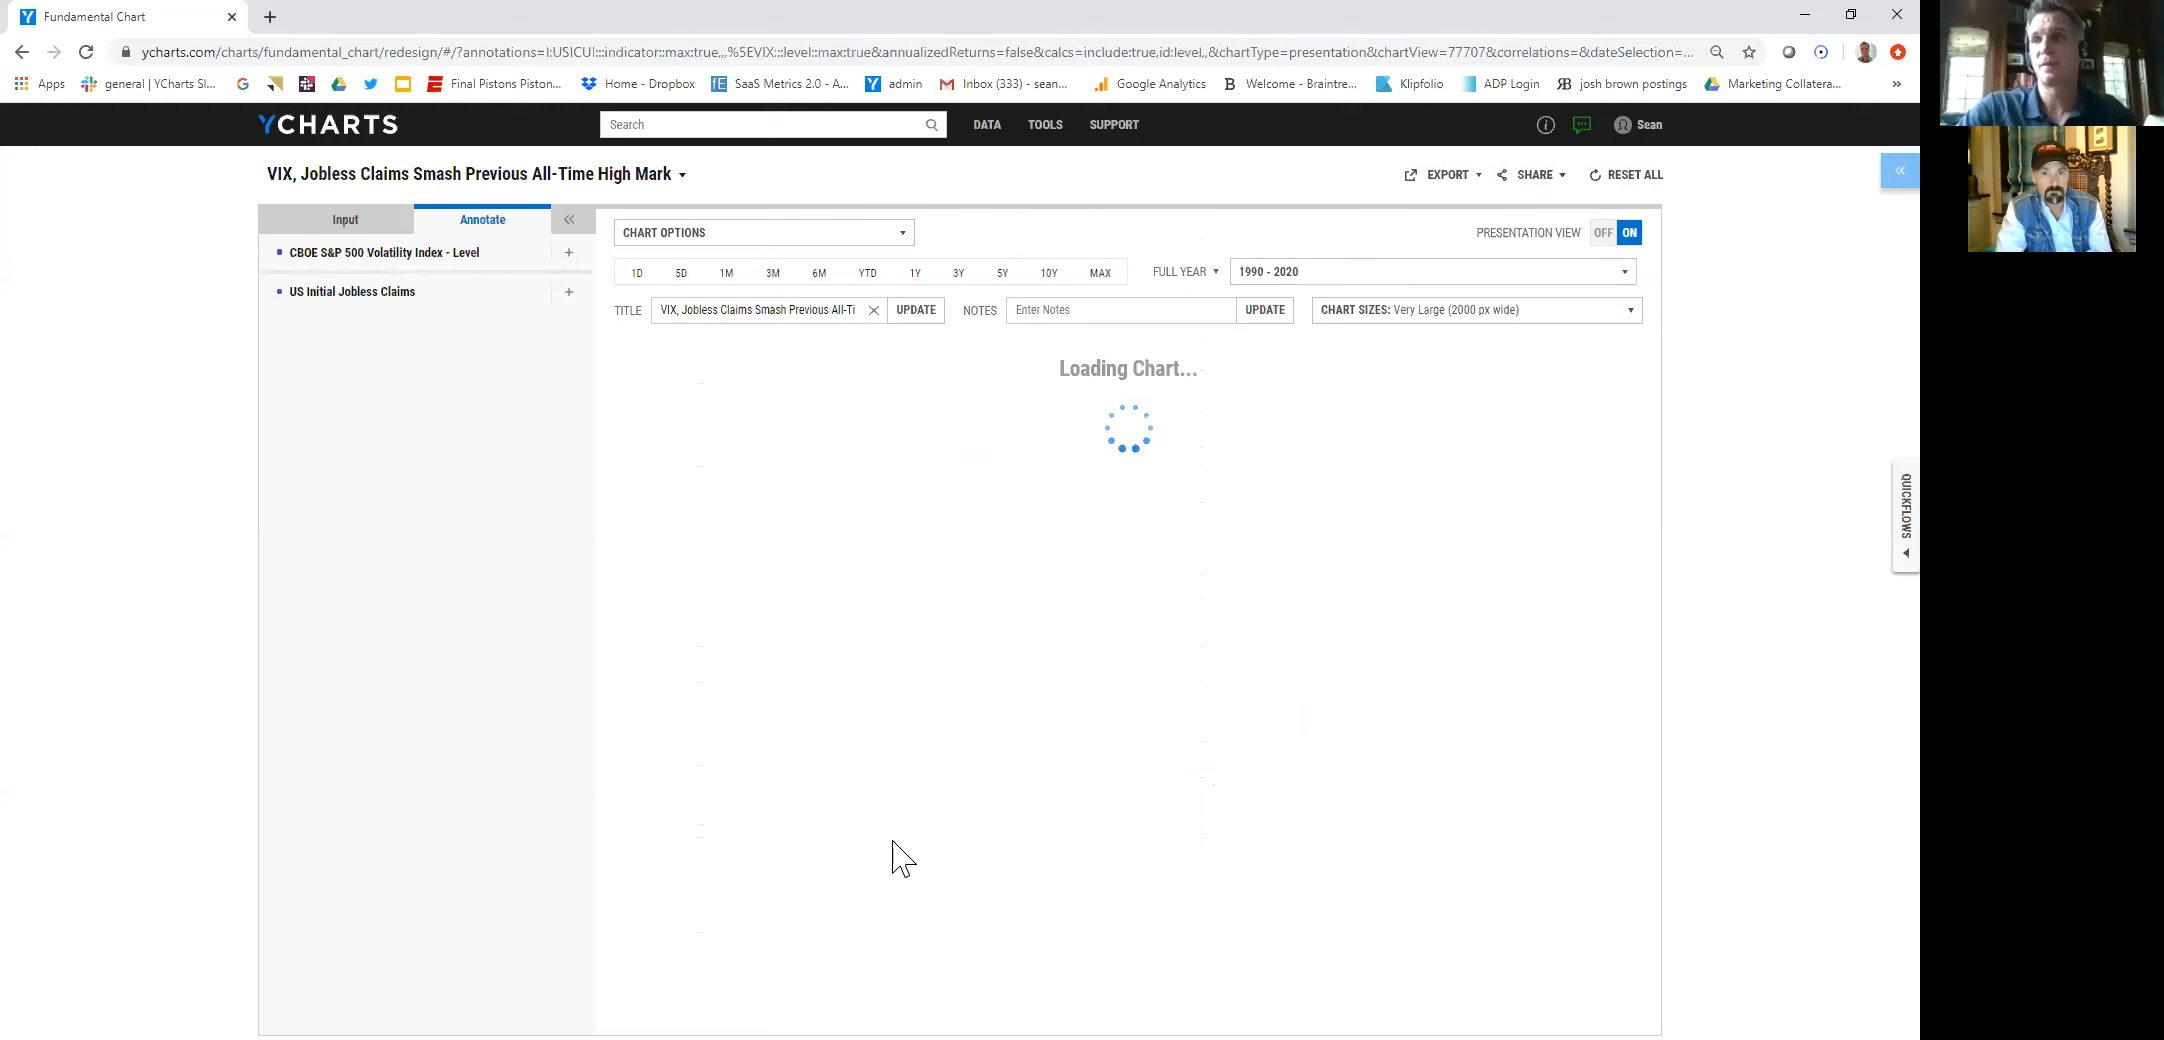 Fundamental Chart
ycharts.com/charts/fundamental_chart/redesign/#/?annotations=I:USICUI:::indicator::max:true,,,%5EVIX:::level::max:true&annualizedReturns=false&calcs=include:true,id:level,,&chartType=presentation&chartView=77707&correlations=&dateSelection=...
Apps general | YCharts Sl... Final Pistons Piston... Home - Dropbox SaaS Metrics 2.0 - A... admin Inbox (333) - sean... Google Analytics Welcome - Braintre... Klipfolio ADP Login josh brown postings Marketing Collatera... »
YCHARTS Search DATA TOOLS SUPPORT Sean
VIX, Jobless Claims Smash Previous All-Time High Mark EXPORT SHARE RESET ALL
Input Annotate
CHART OPTIONS PRESENTATION VIEW OFF ON
CBOE S&P 500 Volatility Index - Level +
1D 5D 1M 3M 6M YTD 1Y 3Y 5Y 10Y MAX FULL YEAR 1990 - 2020
US Initial Jobless Claims +
TITLE VIX, Jobless Claims Smash Previous All-Ti UPDATE NOTES Enter Notes UPDATE CHART SIZES: Very Large (2000 px wide)
Loading Chart...
QUICKFLOWS